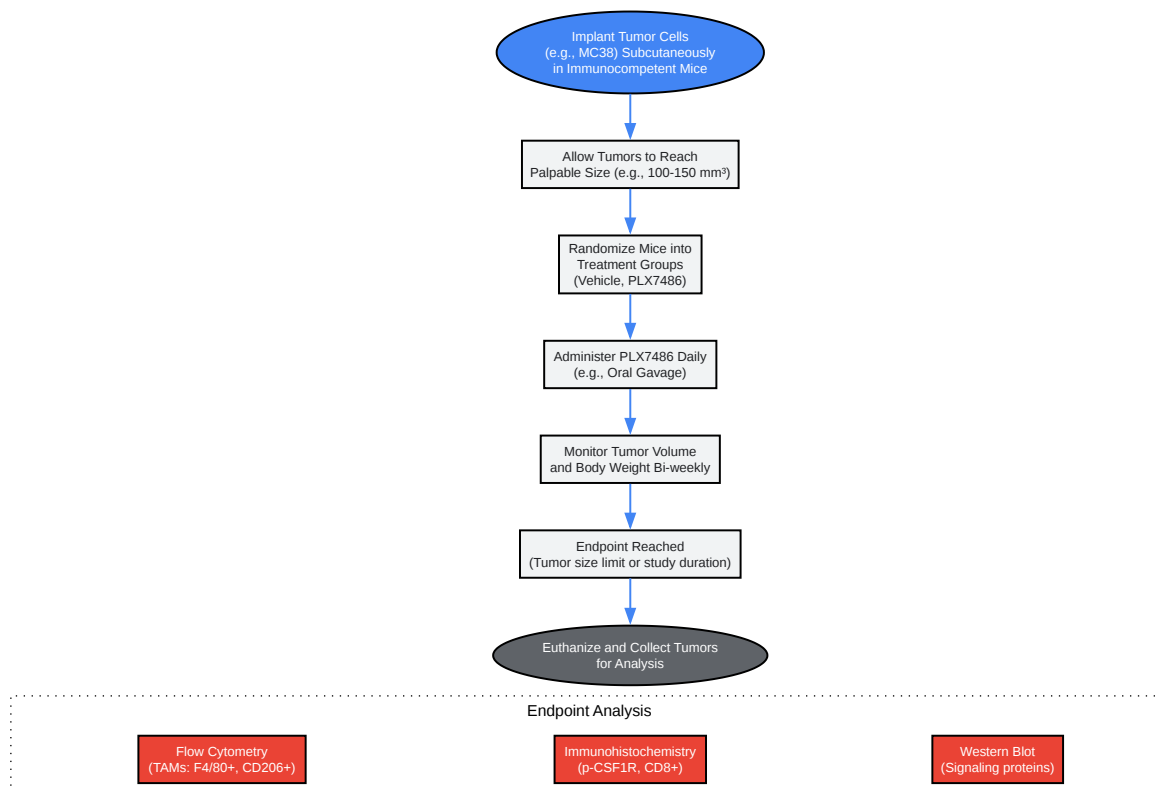 Implant Tumor Cells
(e.g., MC38) Subcutaneously
in Immunocompetent Mice
Allow Tumors to Reach
Palpable Size (e.g., 100-150 mm³)
Randomize Mice into
Treatment Groups
(Vehicle, PLX7486)
Administer PLX7486 Daily
(e.g., Oral Gavage)
Monitor Tumor Volume
and Body Weight Bi-weekly
Endpoint Reached
(Tumor size limit or study duration)
Euthanize and Collect Tumors
for Analysis
Endpoint Analysis
Flow Cytometry
(TAMs: F4/80+, CD206+)
Immunohistochemistry
(p-CSF1R, CD8+)
Western Blot
(Signaling proteins)